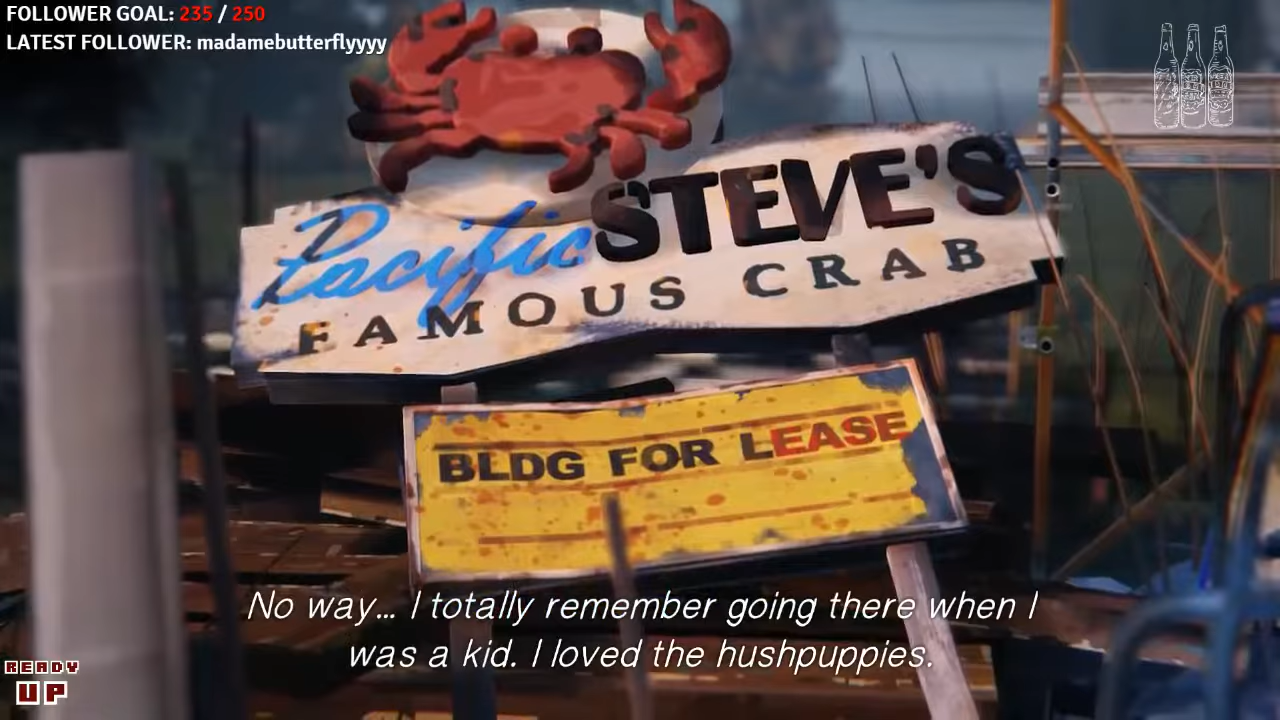 FOLLOWER GOAL: 235 / 250
LATEST FOLLOWER: madamebutterflyyyy
Pacific STEVE'S
FAMOUS CRAB
BLDG FOR LEASE
No way... I totally remember going there when I
was a kid. I loved the hushpuppies.
READY
UP